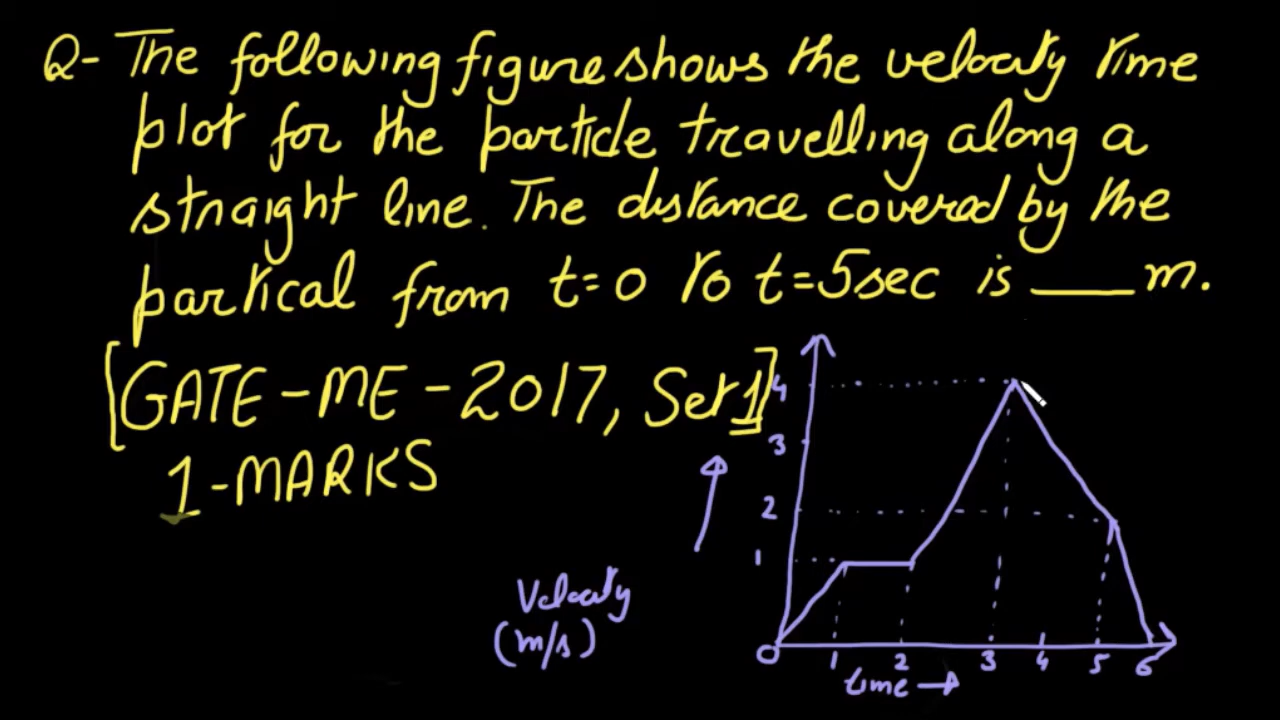 Q- The following figure shows the velocity time
plot for the particle travelling along a
straight line. The distance covered by the
partical from t=0 to t=5sec is ___ m.
[GATE-ME-2017, Set1]
1-MARKS
4
3
2
1
Velocity
(m/s)
0 1 2 3 4 5 6
time →